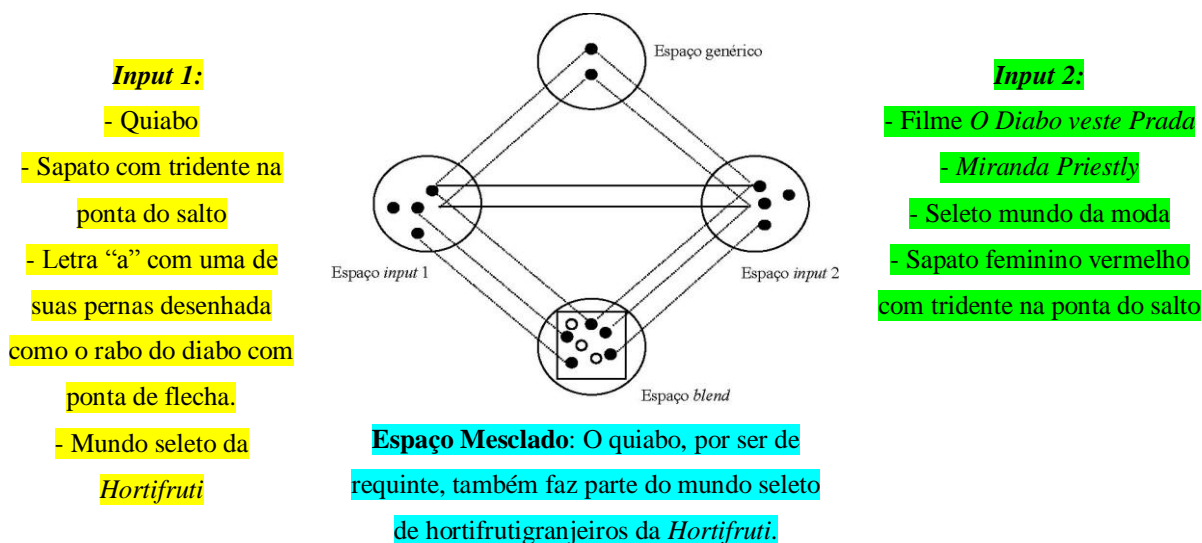 Input 1:
- Quiabo
- Sapato com tridente na
ponta do salto
- Letra “a” com uma de
suas pernas desenhada
como o rabo do diabo com
ponta de flecha.
- Mundo seleto da
Hortifruti
Espaço genérico
Espaço input 1
Espaço input 2
Espaço blend
Espaço Mesclado: O quiabo, por ser de
requinte, também faz parte do mundo seleto
de hortifrutigranjeiros da Hortifruti.
Input 2:
- Filme O Diabo veste Prada
- Miranda Priestly
- Seleto mundo da moda
- Sapato feminino vermelho
com tridente na ponta do salto